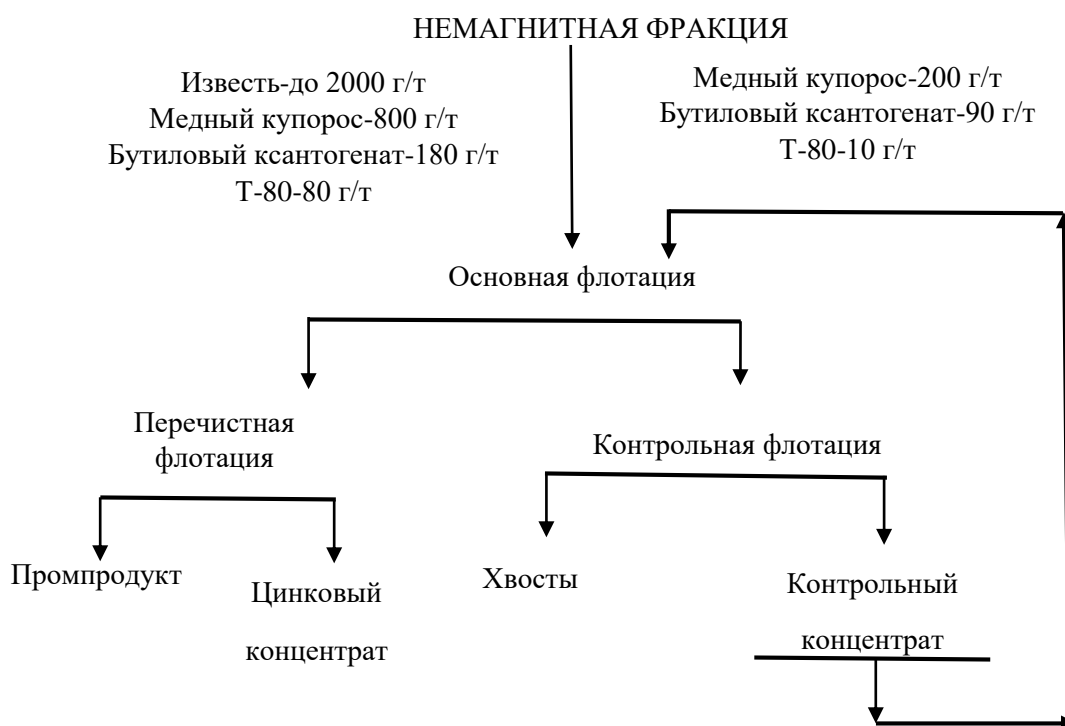 НЕМАГНИТНАЯ ФРАКЦИЯ
Известь-до 2000 г/т
Медный купорос-800 г/т
Бутиловый ксантогенат-180 г/т
Т-80-80 г/т
Медный купорос-200 г/т
Бутиловый ксантогенат-90 г/т
Т-80-10 г/т
Основная флотация
Перечистная
флотация
Контрольная флотация
Промпродукт
Цинковый
концентрат
Хвосты
Контрольный
концентрат